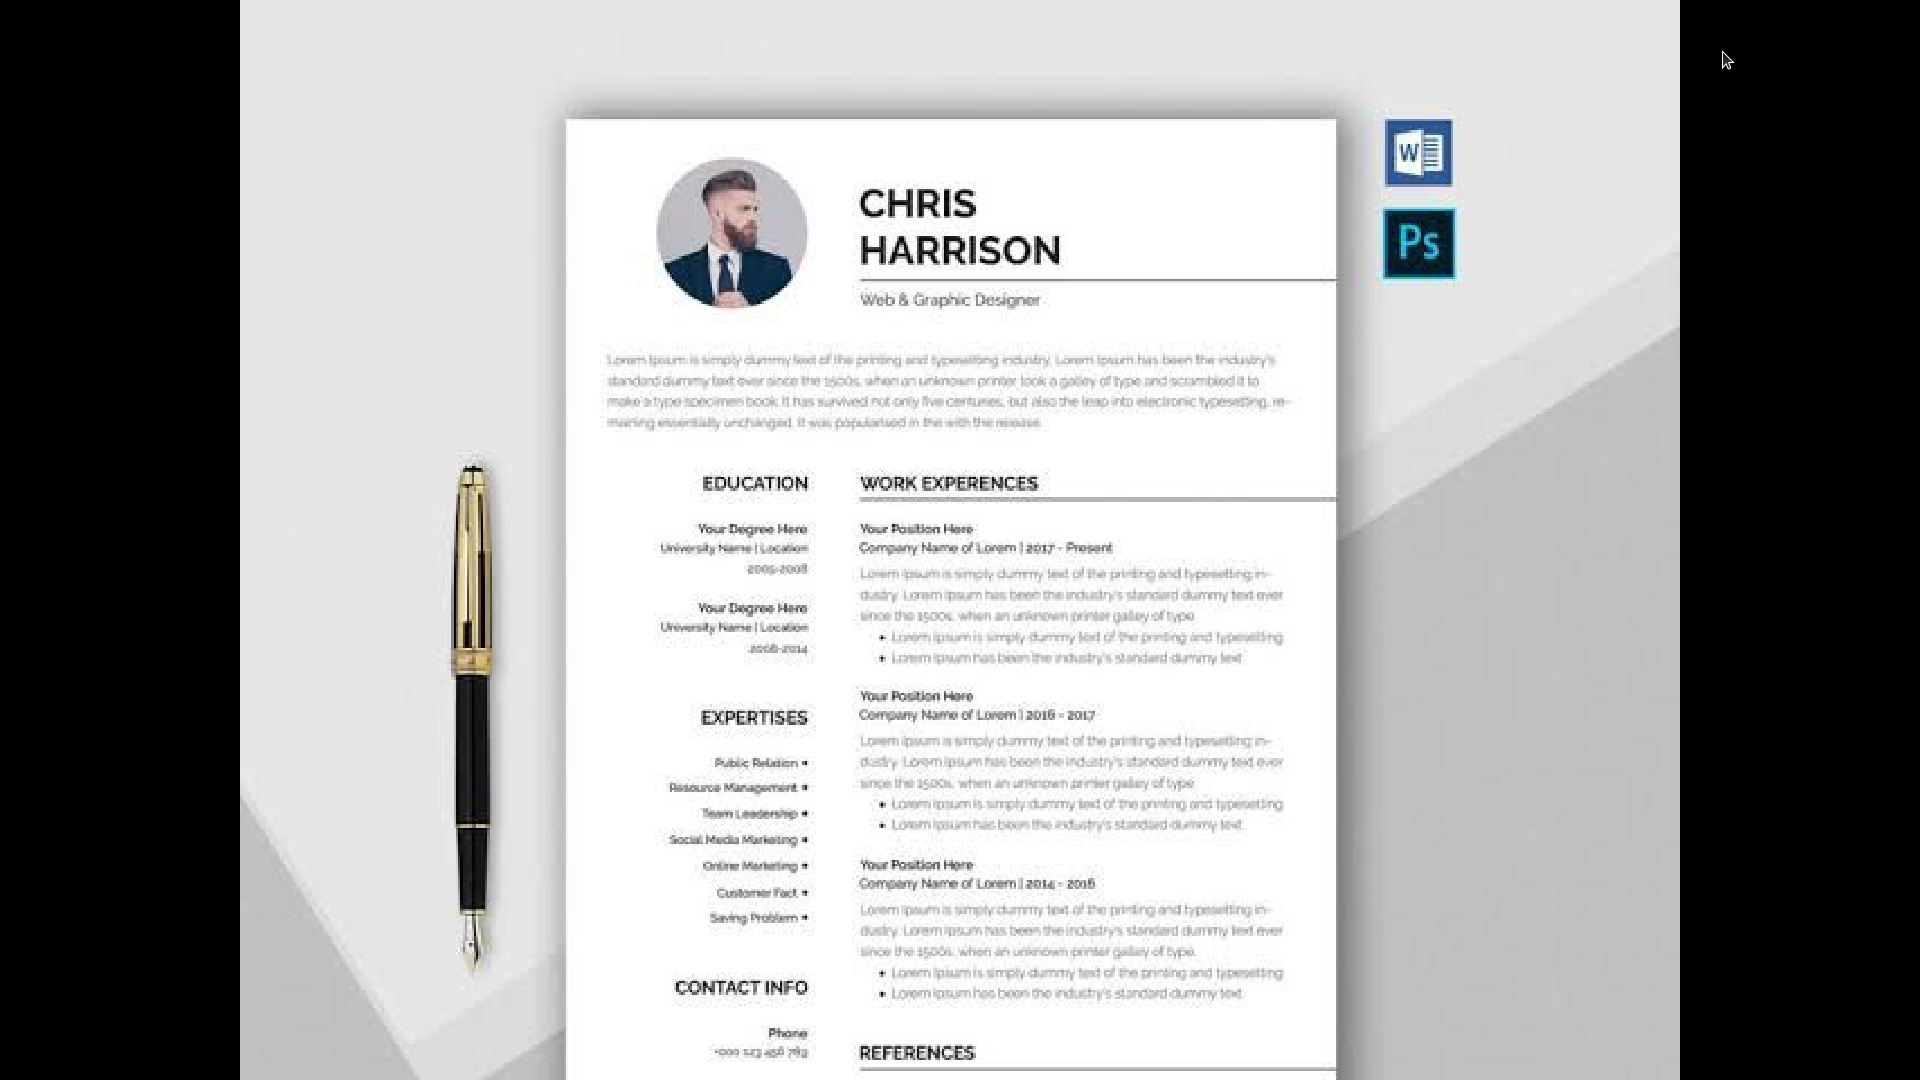 CHRIS
HARRISON
Web & Graphic Designer
Lorem Ipsum is simply dummy text of the printing and typesetting industry. Lorem Ipsum has been the industry's
standard dummy text ever since the 1500s, when an unknown printer took a galley of type and scrambled it to
make a type specimen book. It has survived not only five centuries, but also the leap into electronic typesetting, re-
maining essentially unchanged. It was popularised in the with the release.
EDUCATION
Your Degree Here
University Name | Location
2005-2008
Your Degree Here
University Name | Location
2008-2014
EXPERTISES
Public Relation •
Resource Management •
Team Leadership •
Social Media Marketing •
Online Marketing •
Customer Fact •
Saving Problem •
CONTACT INFO
Phone
+000 123 456 789
WORK EXPERENCES
Your Position Here
Company Name of Lorem | 2017 - Present
Lorem Ipsum is simply dummy text of the printing and typesetting in-
dustry. Lorem Ipsum has been the industry's standard dummy text ever
since the 1500s, when an unknown printer galley of type
• Lorem Ipsum is simply dummy text of the printing and typesetting
• Lorem Ipsum has been the industry's standard dummy text
Your Position Here
Company Name of Lorem | 2016 - 2017
Lorem Ipsum is simply dummy text of the printing and typesetting in-
dustry. Lorem Ipsum has been the industry's standard dummy text ever
since the 1500s, when an unknown printer galley of type
• Lorem Ipsum is simply dummy text of the printing and typesetting
• Lorem Ipsum has been the industry's standard dummy text
Your Position Here
Company Name of Lorem | 2014 - 2016
Lorem Ipsum is simply dummy text of the printing and typesetting in-
dustry. Lorem Ipsum has been the industry's standard dummy text ever
since the 1500s, when an unknown printer galley of type.
• Lorem Ipsum is simply dummy text of the printing and typesetting
• Lorem Ipsum has been the industry's standard dummy text
REFERENCES
W
Ps